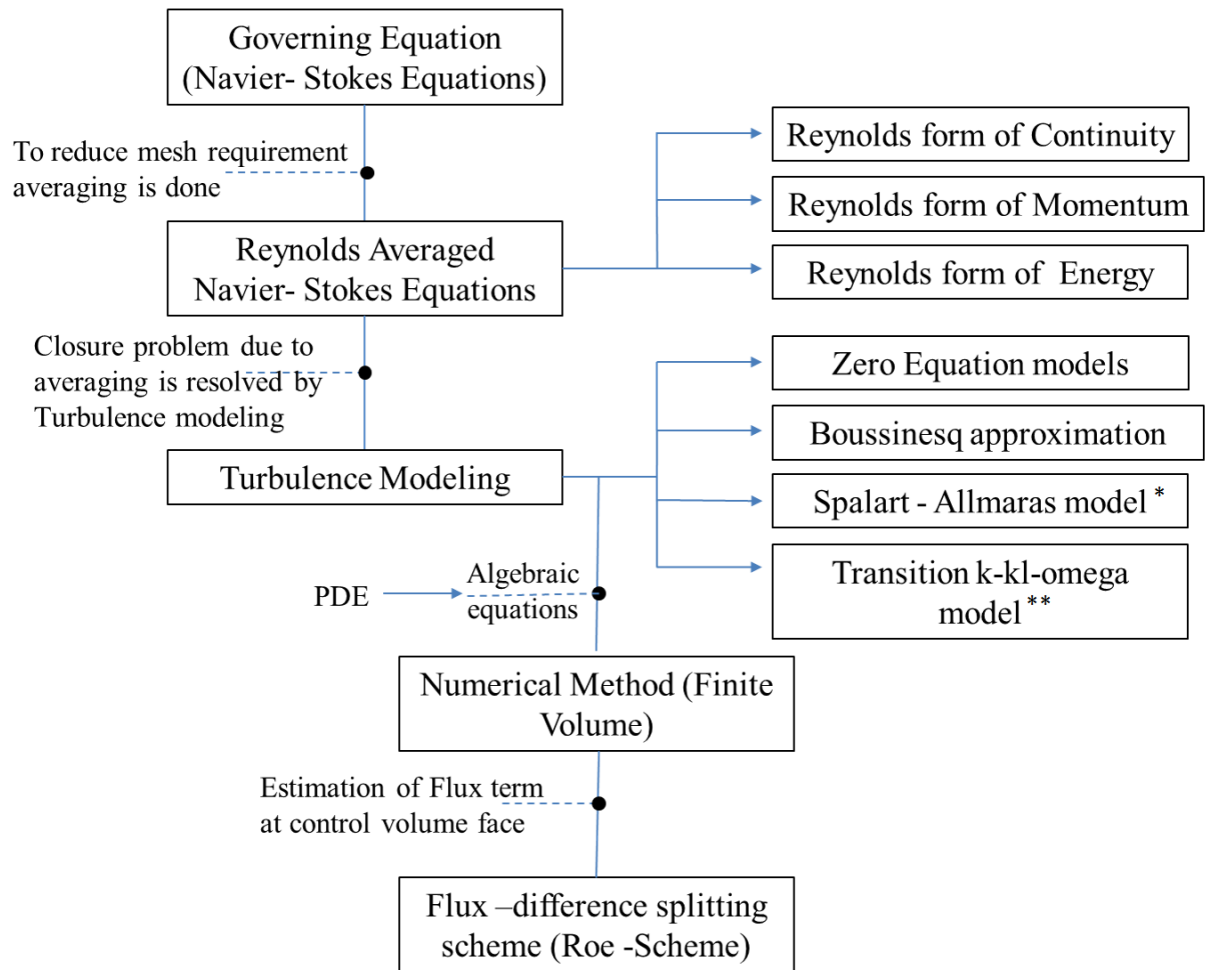 Governing Equation
(Navier- Stokes Equations)
To reduce mesh requirement
averaging is done
Reynolds form of Continuity
Reynolds form of Momentum
Reynolds Averaged
Navier- Stokes Equations
Reynolds form of Energy
Closure problem due to
averaging is resolved by
Turbulence modeling
Zero Equation models
Boussinesq approximation
Turbulence Modeling
Spalart - Allmaras model *
Transition k-kl-omega
model **
PDE
Algebraic
equations
Numerical Method (Finite
Volume)
Estimation of Flux term
at control volume face
Flux –difference splitting
scheme (Roe -Scheme)